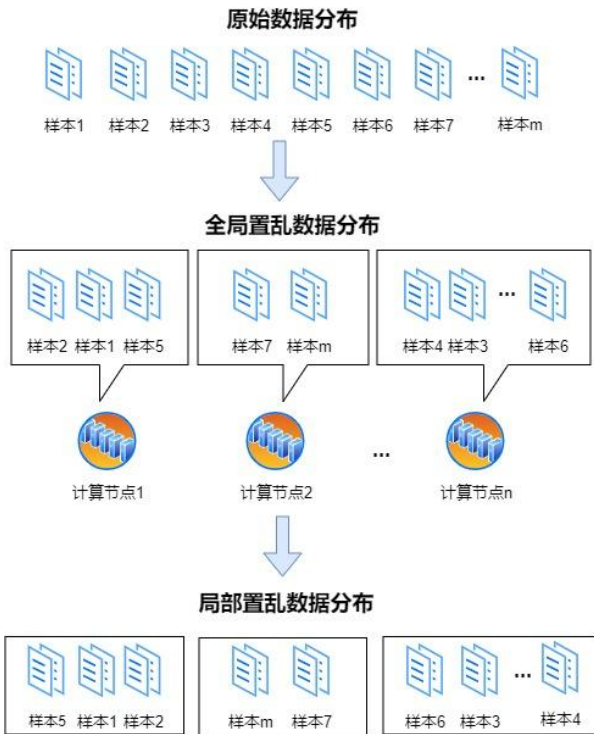 原始数据分布
样本1 样本2 样本3 样本4 样本5 样本6 样本7 ... 样本m
全局置乱数据分布
样本2 样本1 样本5 样本7 样本m 样本4 样本3 ... 样本6
计算节点1 计算节点2 ... 计算节点n
局部置乱数据分布
样本5 样本1 样本2 样本m 样本7 样本6 样本3 ... 样本4